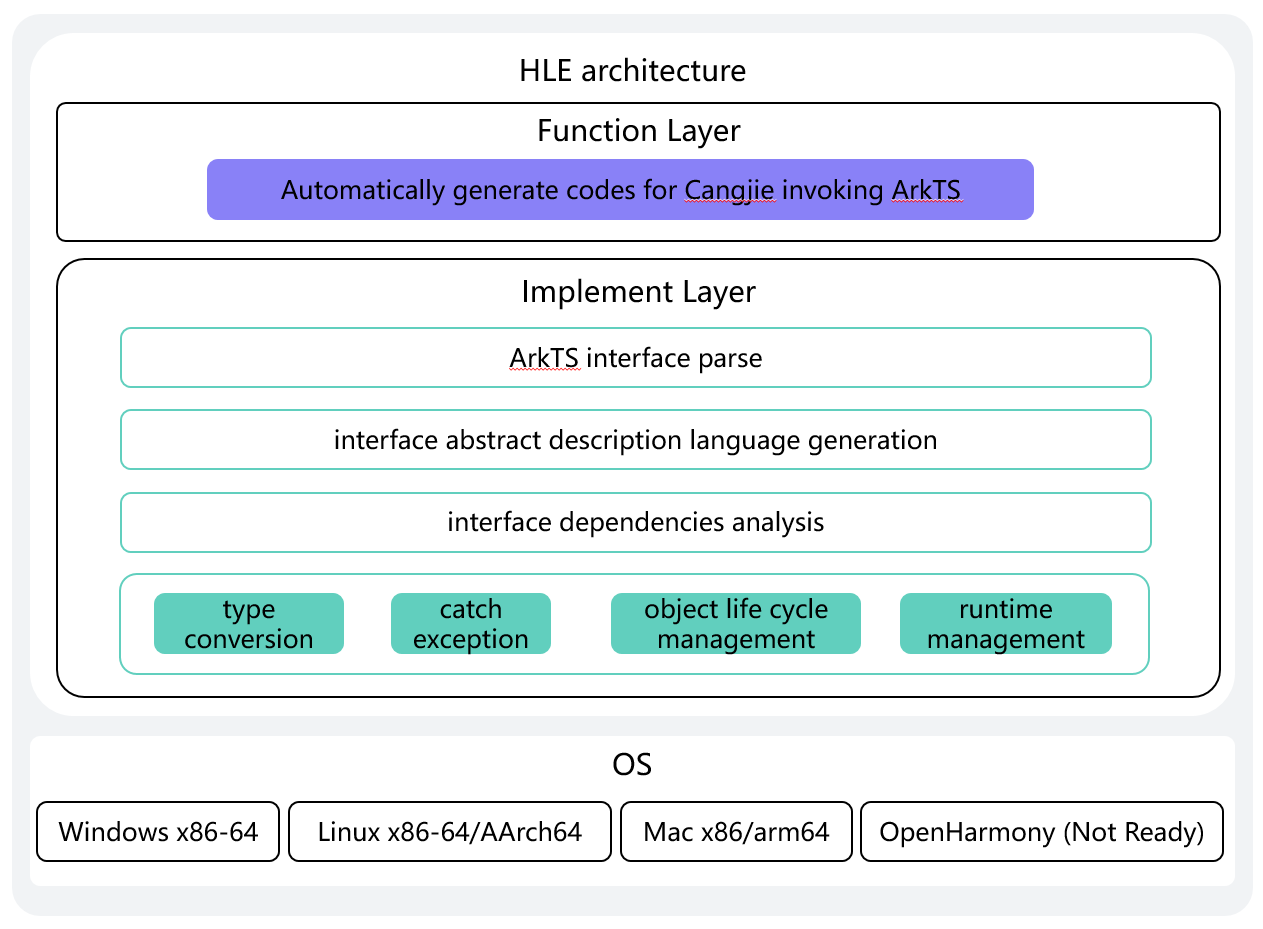 HLE architecture
Function Layer
Automatically generate codes for Cangjie invoking ArkTS
Implement Layer
ArkTS interface parse
interface abstract description language generation
interface dependencies analysis
type
conversion
catch
exception
object life cycle
management
runtime
management
OS
Windows x86-64
Linux x86-64/AArch64
Mac x86/arm64
OpenHarmony (Not Ready)